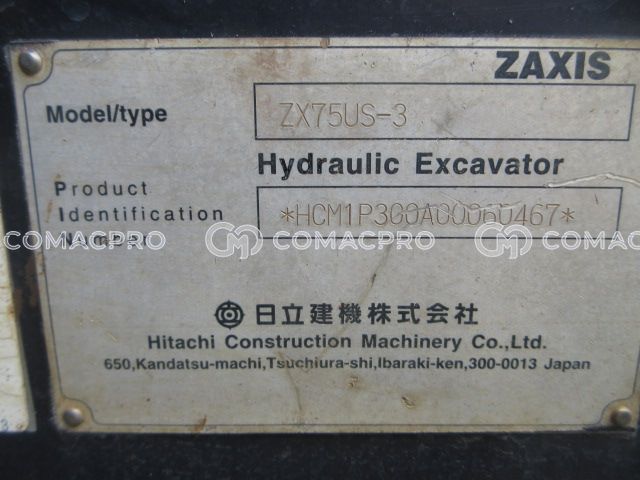 ZAXIS
Model/type ZX75US-3
Hydraulic Excavator
Product
Identification *HCM1P300A00060467*
Number
COMACPRO COMACPRO COMACPRO
日立建機株式会社
Hitachi Construction Machinery Co.,Ltd.
650,Kandatsu-machi,Tsuchiura-shi,Ibaraki-ken,300-0013 Japan